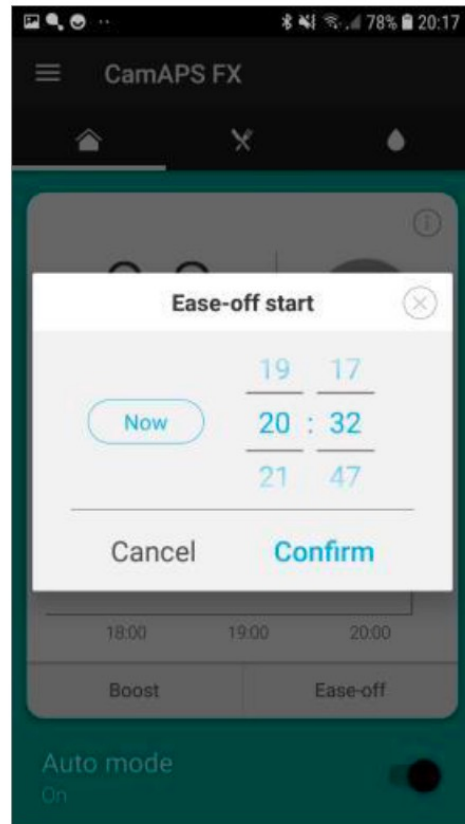 78% 20:17
CamAPS FX
Ease-off start
19 17
Now 20 : 32
21 47
Cancel Confirm
18:00 19:00 20:00
Boost Ease-off
Auto mode
On